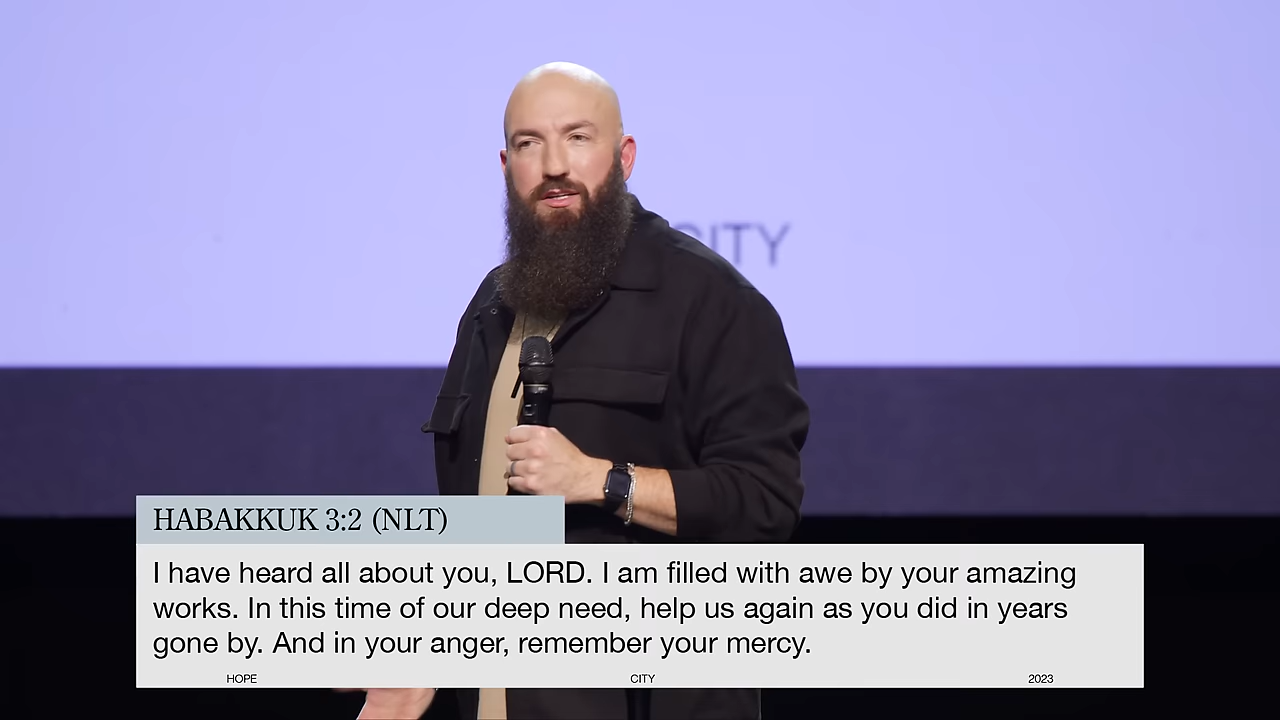 CITY
HABAKKUK 3:2 (NLT)
I have heard all about you, LORD. I am filled with awe by your amazing
works. In this time of our deep need, help us again as you did in years
gone by. And in your anger, remember your mercy.
HOPE CITY 2023